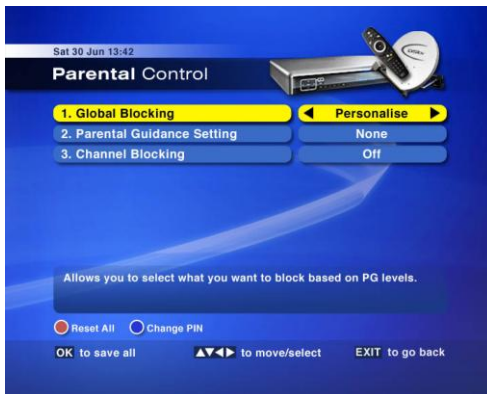 Sat 30 Jun 13:42
Parental Control
1. Global Blocking ◀ Personalise ▶
2. Parental Guidance Setting None
3. Channel Blocking Off
Allows you to select what you want to block based on PG levels.
Reset All Change PIN
OK to save all ▲▼◀▶ to move/select EXIT to go back